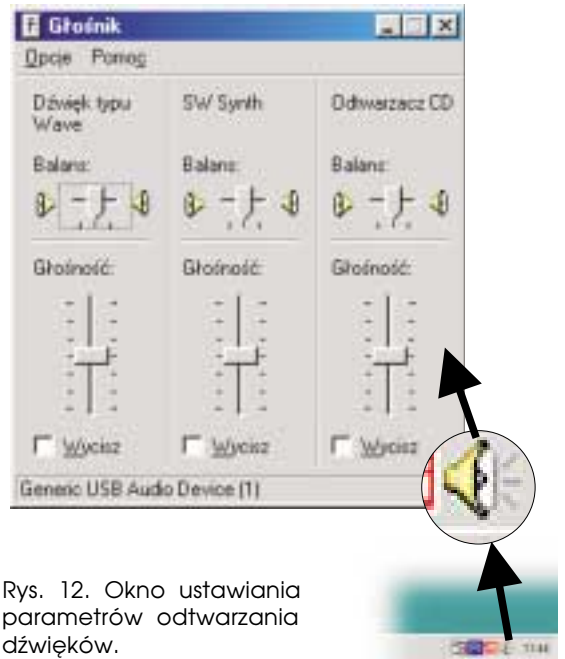 Głośnik
Opcje Pomoc
Dźwięk typu Wave
SW Synth
Odtwarzacz CD
Balans:
Balans:
Balans:
Głośność:
Głośność:
Głośność:
Wycisz
Wycisz
Wycisz
Generic USB Audio Device (1)
Rys. 12. Okno ustawiania
parametrów odtwarzania
dźwięków.